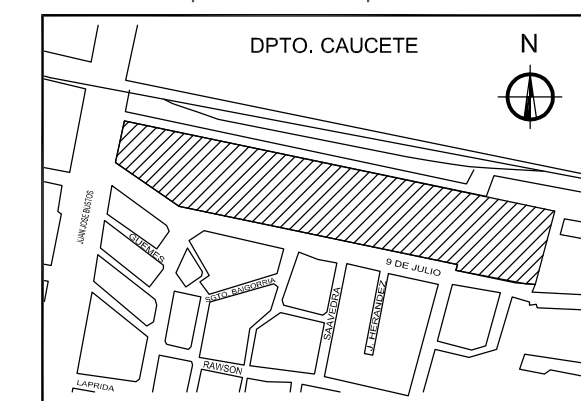 DPTO. CAUCETE
N
JUAN JOSE BUSTOS
GUEMES
9 DE JULIO
SGTO. BAIGORRIA
SAAVEDRA
J. HERANDEZ
RAWSON
LAPRIDA